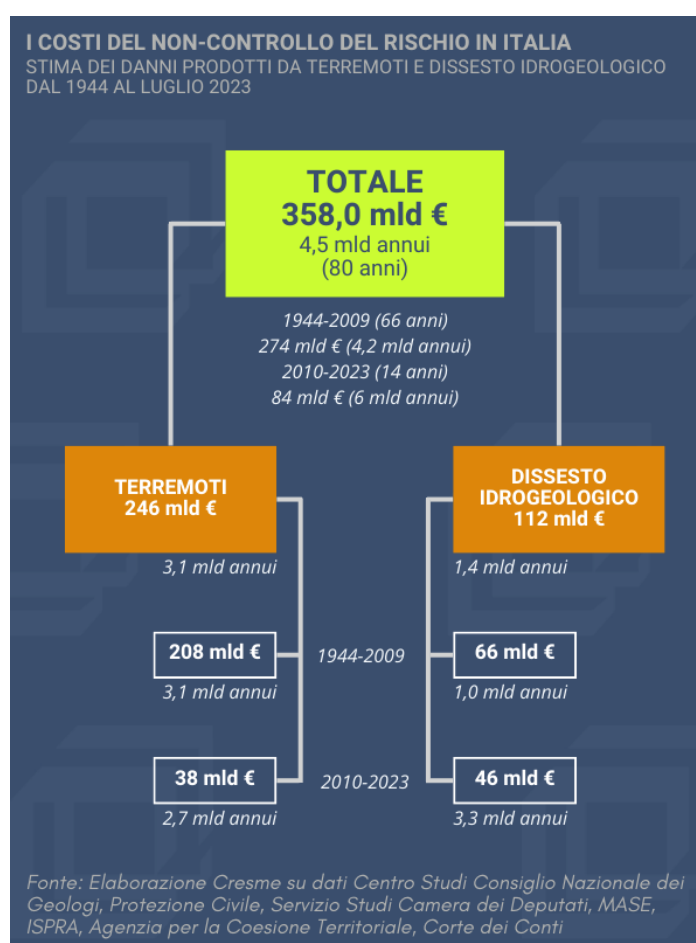 I COSTI DEL NON-CONTROLLO DEL RISCHIO IN ITALIA
STIMA DEI DANNI PRODOTTI DA TERREMOTI E DISSESTO IDROGEOLOGICO
DAL 1944 AL LUGLIO 2023
TOTALE
358,0 mld €
4,5 mld annui
(80 anni)
1944-2009 (66 anni)
274 mld € (4,2 mld annui)
2010-2023 (14 anni)
84 mld € (6 mld annui)
TERREMOTI
246 mld €
3,1 mld annui
DISSESTO
IDROGEOLOGICO
112 mld €
1,4 mld annui
208 mld €
3,1 mld annui
1944-2009
66 mld €
1,0 mld annui
38 mld €
2,7 mld annui
2010-2023
46 mld €
3,3 mld annui
Fonte: Elaborazione Cresme su dati Centro Studi Consiglio Nazionale dei
Geologi, Protezione Civile, Servizio Studi Camera dei Deputati, MASE,
ISPRA, Agenzia per la Coesione Territoriale, Corte dei Conti